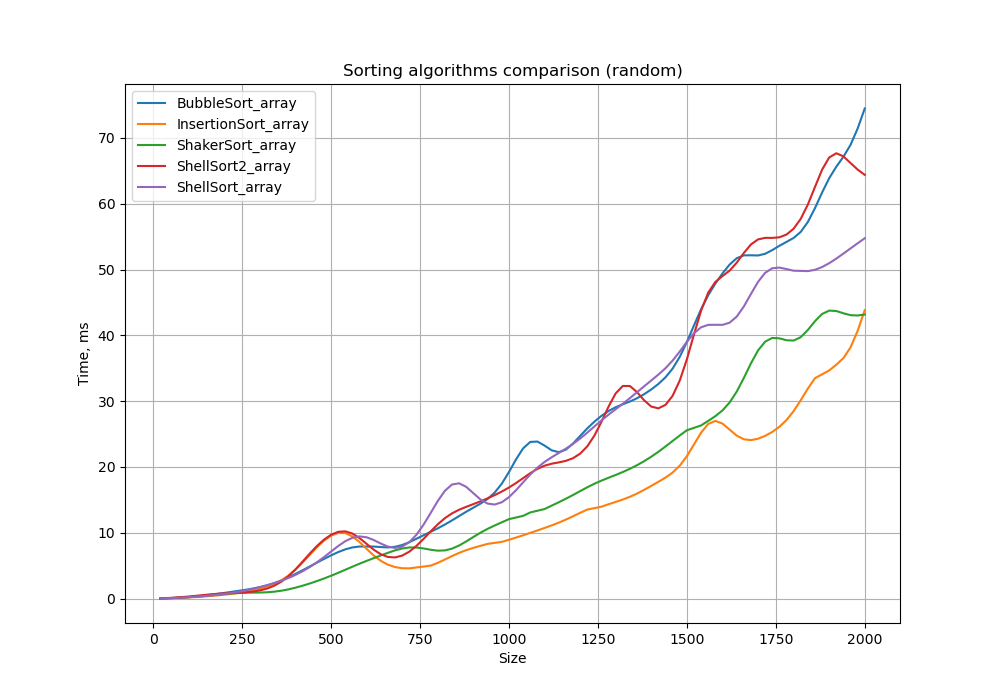 Sorting algorithms comparison (random)
BubbleSort_array
InsertionSort_array
ShakerSort_array
ShellSort2_array
ShellSort_array
70
60
50
40
30
20
10
0
Time, ms
0 250 500 750 1000 1250 1500 1750 2000
Size